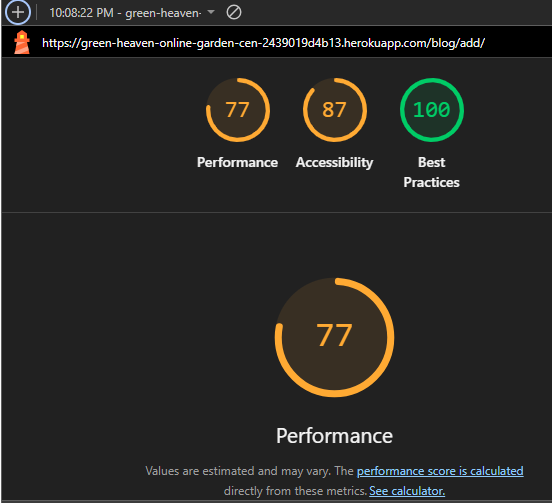 10:08:22 PM - green-heaven-
https://green-heaven-online-garden-cen-2439019d4b13.herokuapp.com/blog/add/
77 87 100
Performance Accessibility Best
Practices
77
Performance
Values are estimated and may vary. The performance score is calculated
directly from these metrics. See calculator.